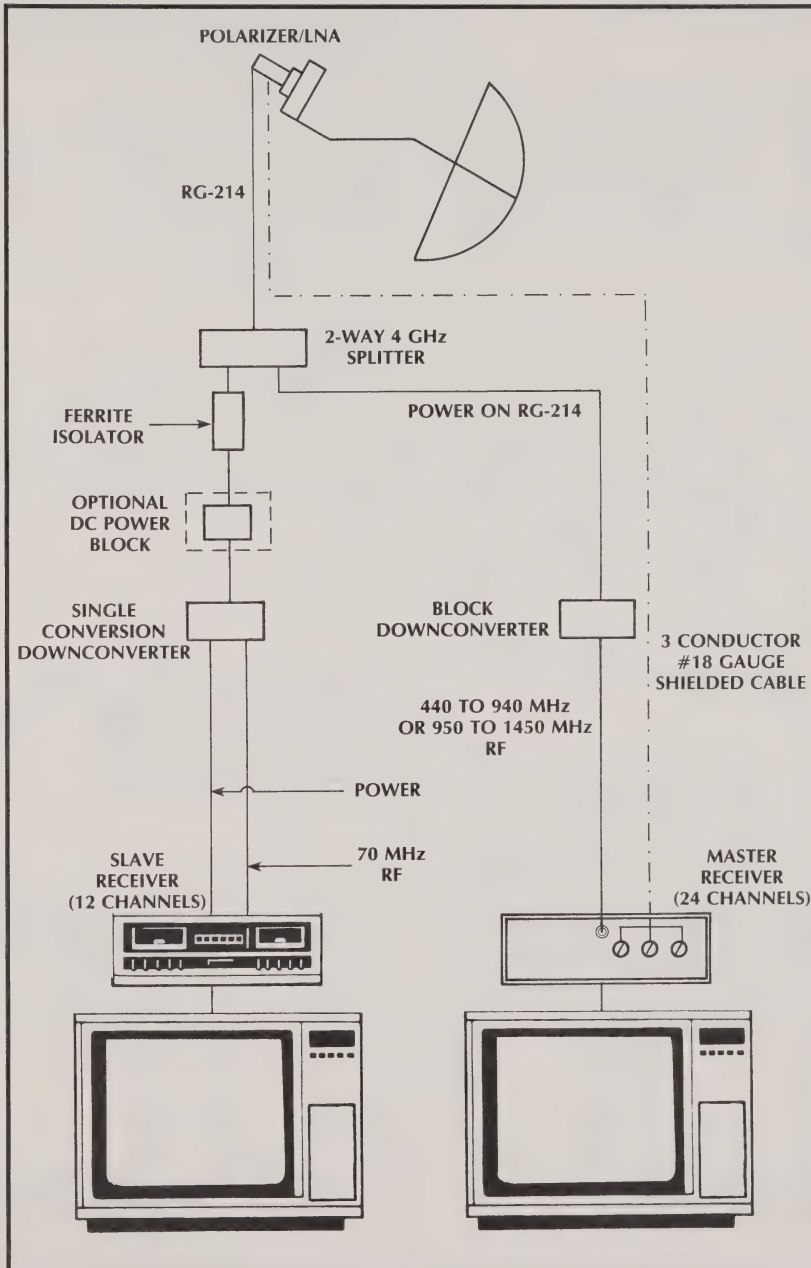 POLARIZER/LNA
RG-214
2-WAY 4 GHz
SPLITTER
POWER ON RG-214
FERRITE
ISOLATOR
OPTIONAL
DC POWER
BLOCK
SINGLE
CONVERSION
DOWNCONVERTER
BLOCK
DOWNCONVERTER
3 CONDUCTOR
#18 GAUGE
SHIELDED CABLE
440 TO 940 MHz
OR 950 TO 1450 MHz
RF
POWER
70 MHz
RF
SLAVE
RECEIVER
(12 CHANNELS)
MASTER
RECEIVER
(24 CHANNELS)